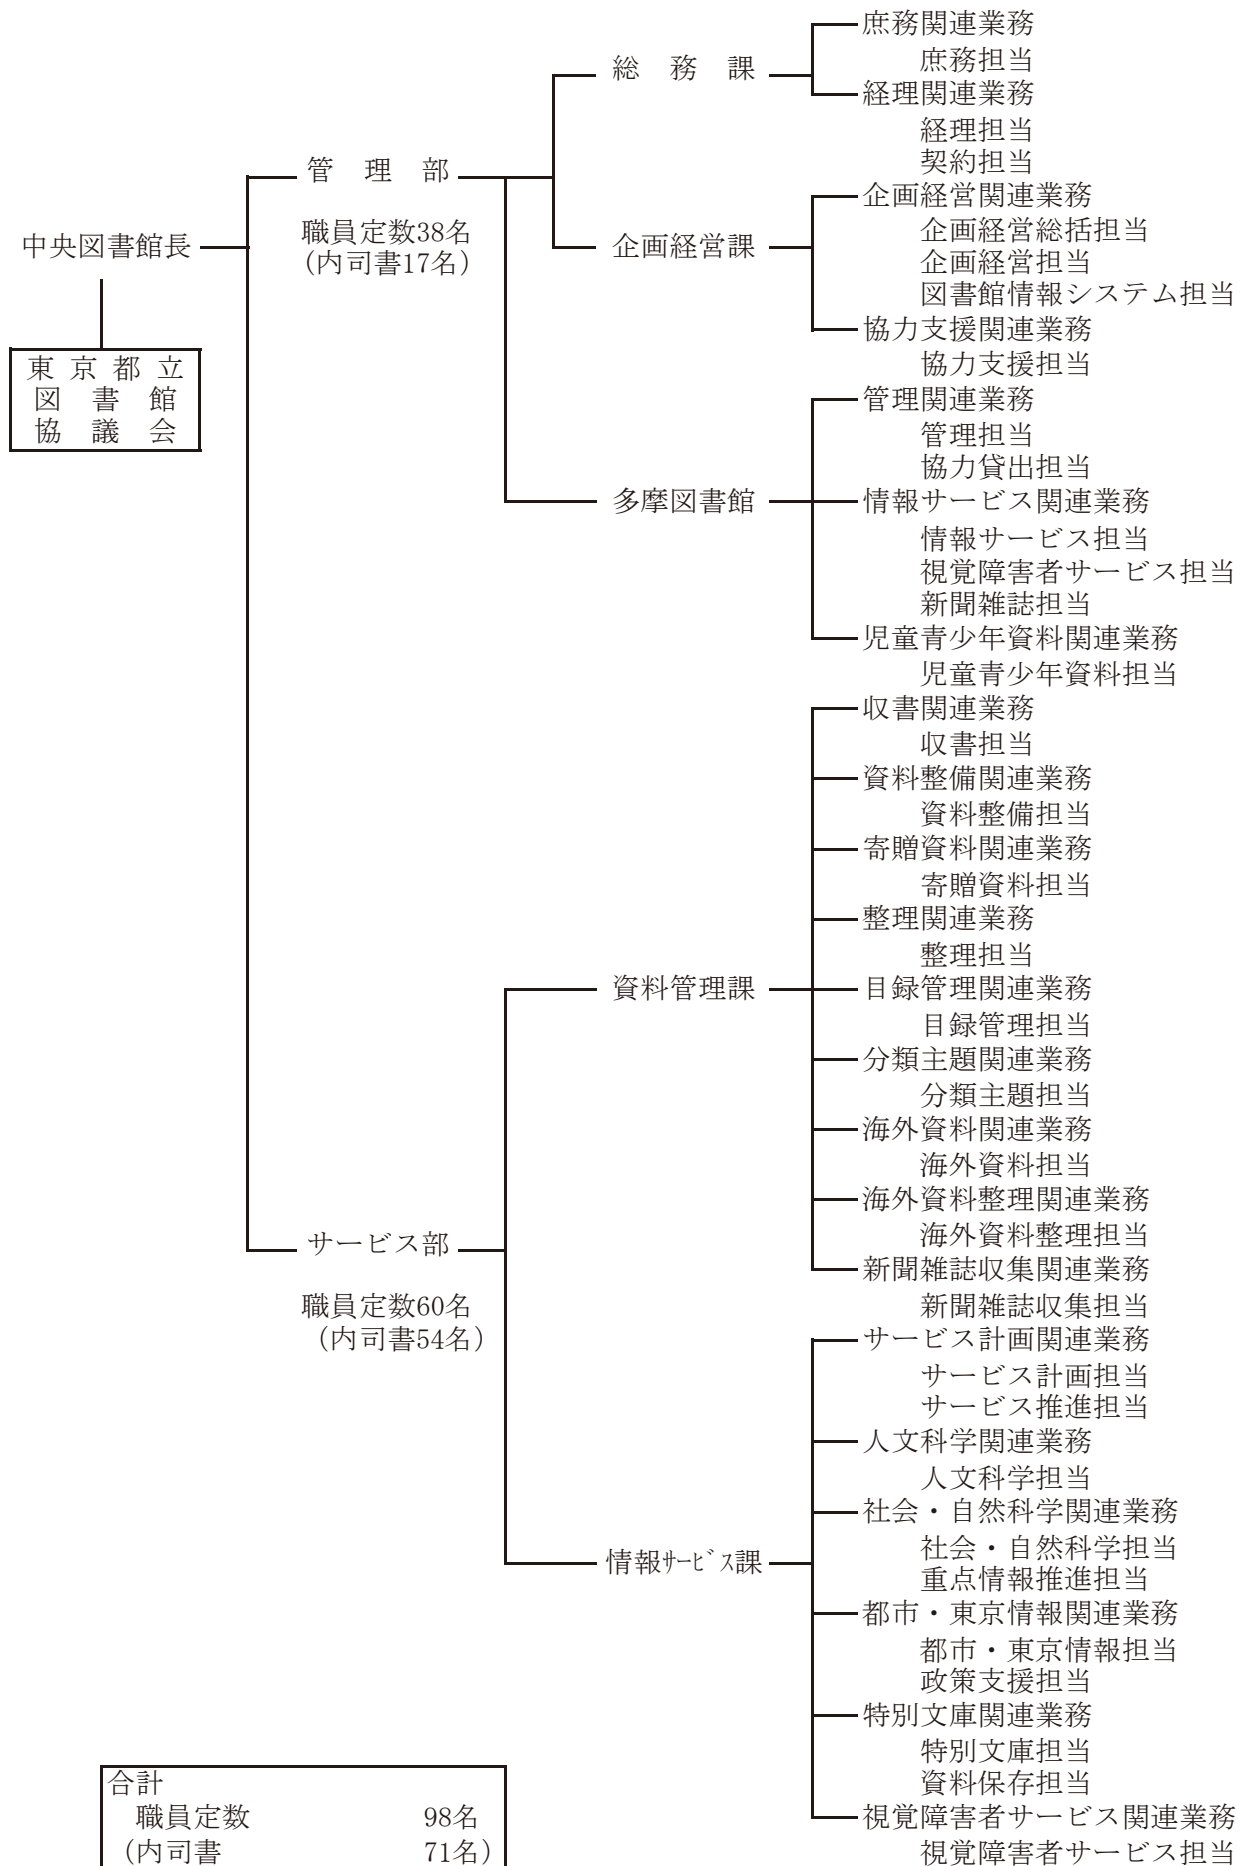 中央図書館長
東京都立
図書館
協議会
管理部
職員定数38名
(内司書17名)
総務課
庶務関連業務
庶務担当
経理関連業務
経理担当
契約担当
企画経営課
企画経営関連業務
企画経営総括担当
企画経営担当
図書館情報システム担当
協力支援関連業務
協力支援担当
多摩図書館
管理関連業務
管理担当
協力貸出担当
情報サービス関連業務
情報サービス担当
視覚障害者サービス担当
新聞雑誌担当
児童青少年資料関連業務
児童青少年資料担当
サービス部
職員定数60名
(内司書54名)
資料管理課
収書関連業務
収書担当
資料整備関連業務
資料整備担当
寄贈資料関連業務
寄贈資料担当
整理関連業務
整理担当
目録管理関連業務
目録管理担当
分類主題関連業務
分類主題担当
海外資料関連業務
海外資料担当
海外資料整理関連業務
海外資料整理担当
新聞雑誌収集関連業務
新聞雑誌収集担当
情報ｻｰﾋﾞｽ課
サービス計画関連業務
サービス計画担当
サービス推進担当
人文科学関連業務
人文科学担当
社会・自然科学関連業務
社会・自然科学担当
重点情報推進担当
都市・東京情報関連業務
都市・東京情報担当
政策支援担当
特別文庫関連業務
特別文庫担当
資料保存担当
視覚障害者サービス関連業務
視覚障害者サービス担当
合計
職員定数 98名
(内司書 71名)